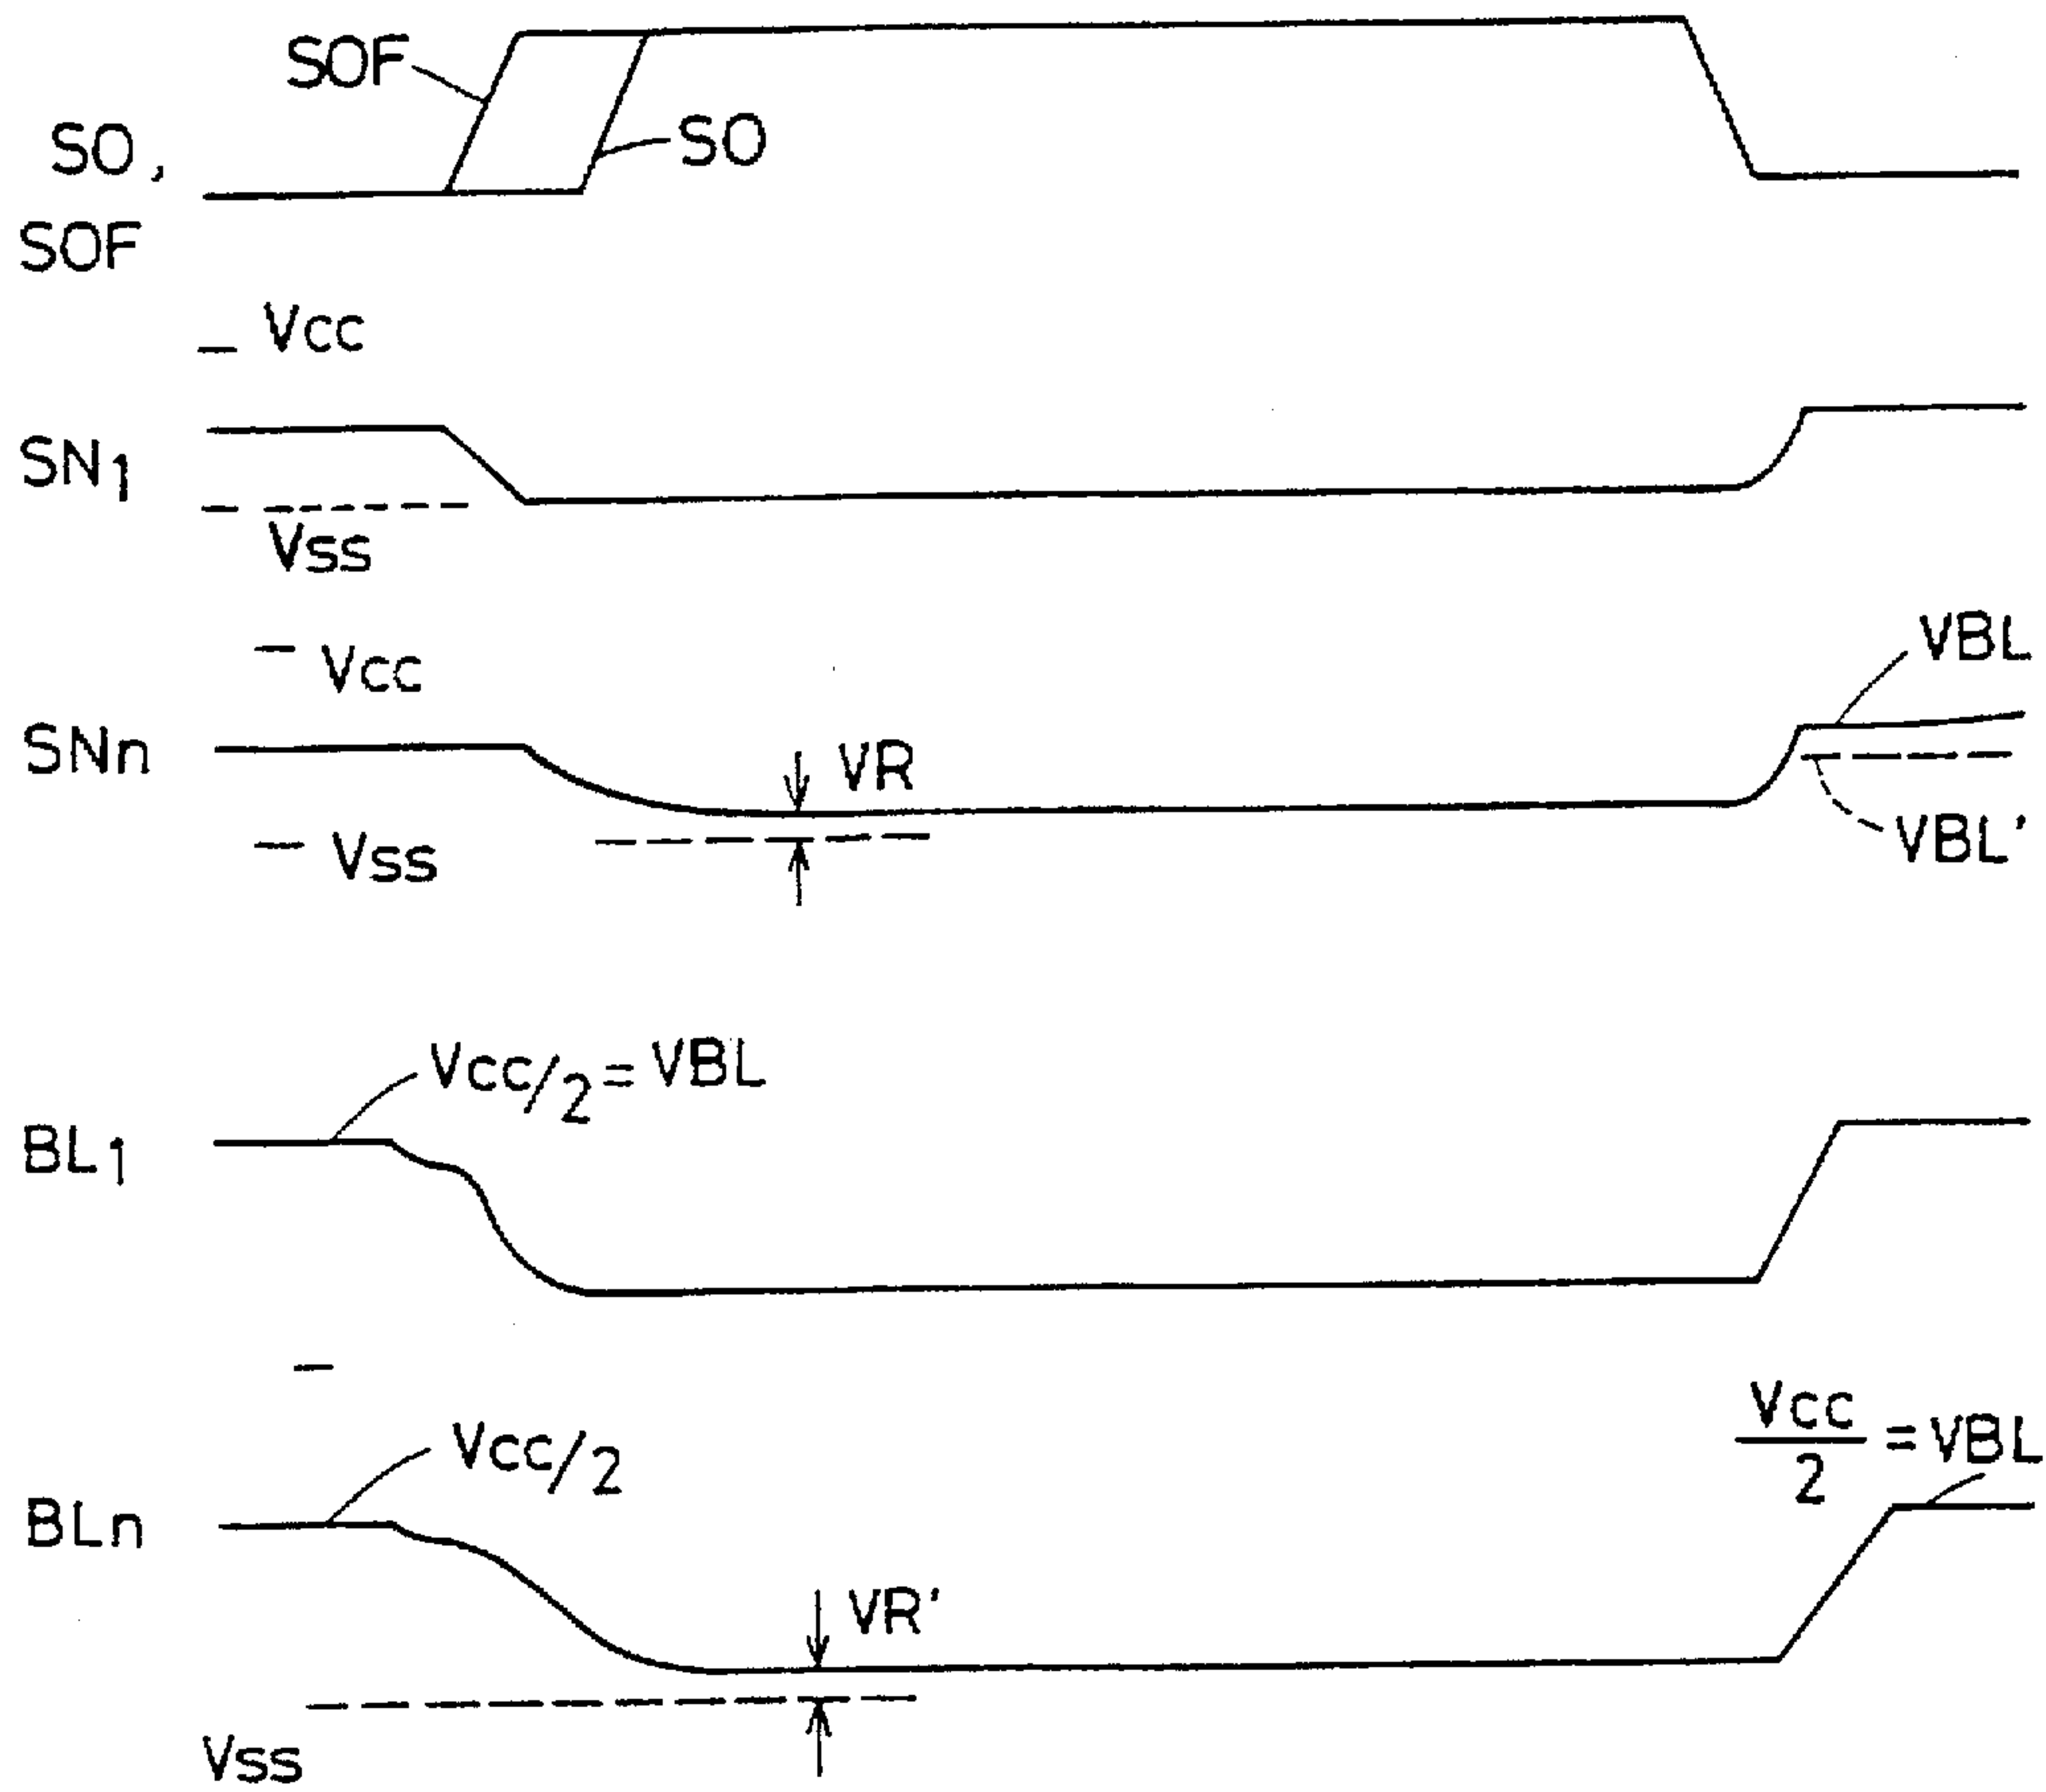 SOF
SO
SO,
SOF
Vcc
SN1
Vss
Vcc
VBL
SNn
VR
VBL'
Vss
Vcc/2=VBL
BL1
Vcc/2
Vcc/2=VBL
BLn
VR'
Vss